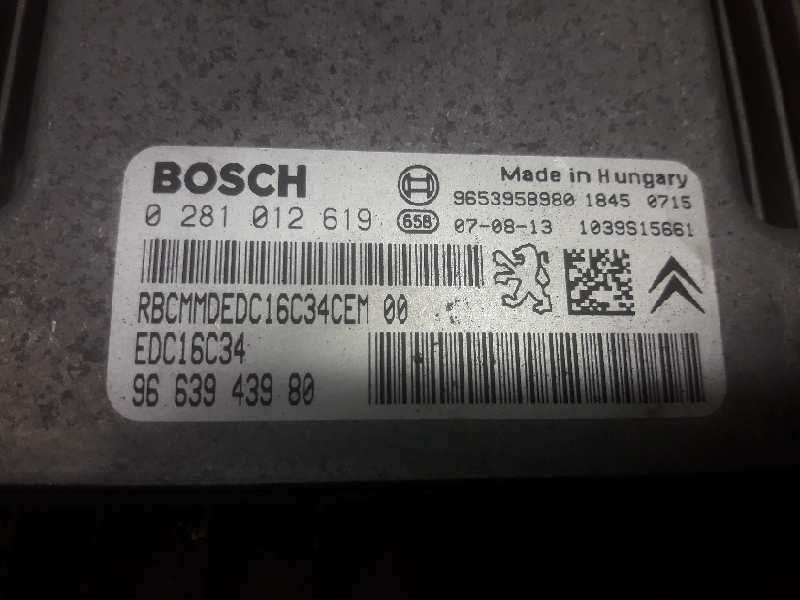 BOSCH
Made in Hungary
9653958980 1845 0715
0 281 012 619
658
07-08-13 1039S15661
RBCMMDEDC16C34CEM 00
EDC16C34
96 639 439 80